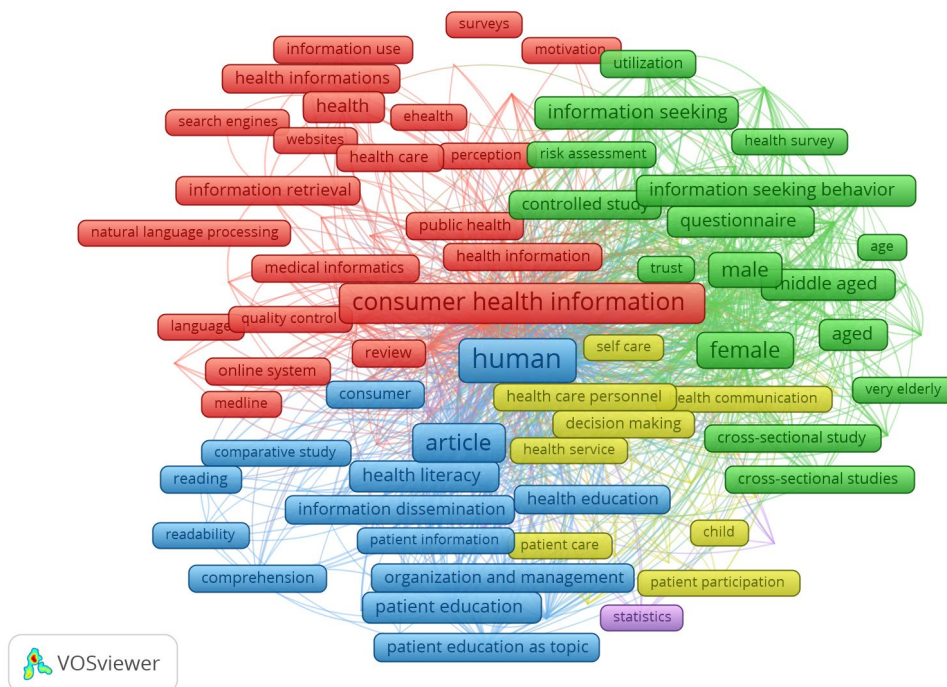 surveys
information use
motivation
utilization
health informations
health
information seeking
search engines
ehealth
websites
health care
perception
risk assessment
health survey
information retrieval
information seeking behavior
controlled study
natural language processing
public health
questionnaire
age
health information
medical informatics
trust
male
middle aged
consumer health information
language
quality control
aged
review
human
self care
female
online system
consumer
health care personnel
ealth communication
very elderly
medline
decision making
article
cross-sectional study
comparative study
health service
reading
health literacy
cross-sectional studies
information dissemination
health education
readability
patient information
patient care
child
comprehension
organization and management
patient participation
patient education
statistics
patient education as topic
VOSviewer